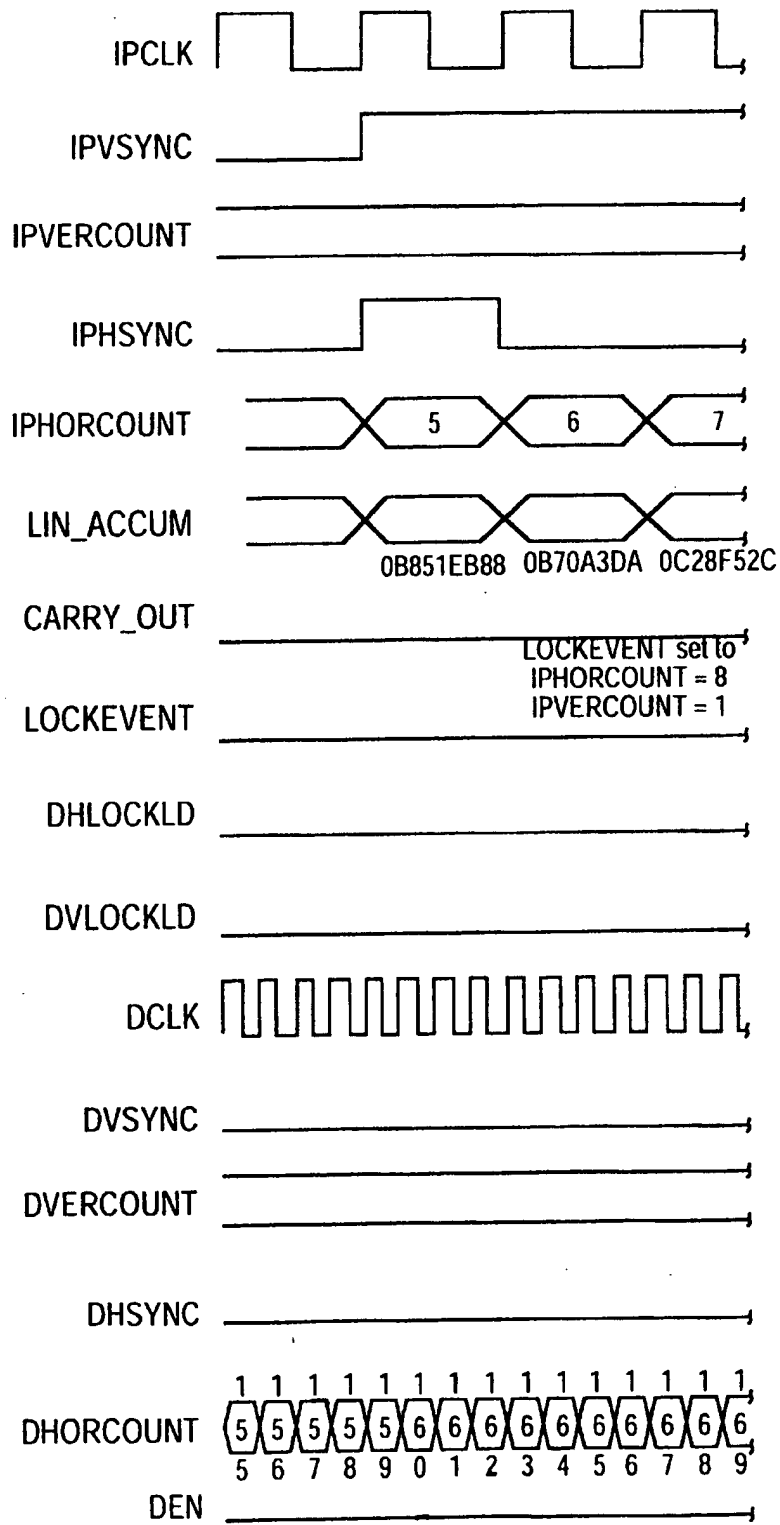 IPCLK
IPVSYNC
IPVERCOUNT
IPHSYNC
IPHORCOUNT 5 6 7
LIN_ACCUM
0B851EB88 0B70A3DA 0C28F52C
CARRY_OUT
LOCKEVENT set to
IPHORCOUNT = 8
IPVERCOUNT = 1
LOCKEVENT
DHLOCKLD
DVLOCKLD
DCLK
DVSYNC
DVERCOUNT
DHSYNC
1 1 1 1 1 1 1 1 1 1 1 1 1 1 1
DHORCOUNT 5 5 5 5 5 6 6 6 6 6 6 6 6 6 6
5 6 7 8 9 0 1 2 3 4 5 6 7 8 9
DEN